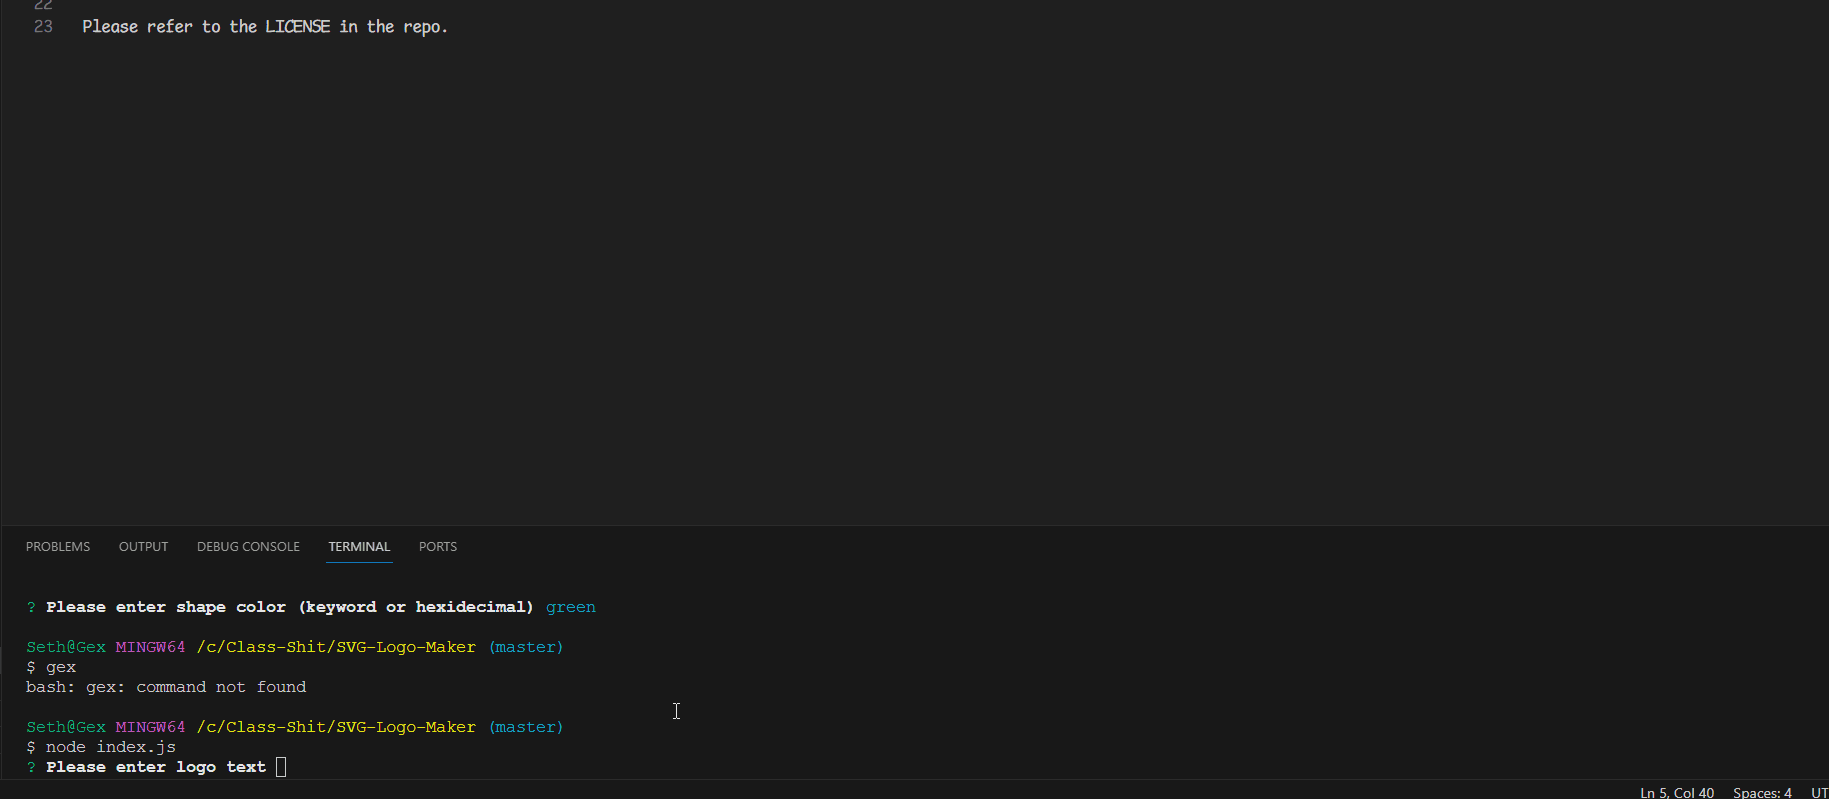 22
23 Please refer to the LICENSE in the repo.
PROBLEMS OUTPUT DEBUG CONSOLE TERMINAL PORTS
? Please enter shape color (keyword or hexidecimal) green
Seth@Gex MINGW64 /c/Class-Shit/SVG-Logo-Maker (master)
$ gex
bash: gex: command not found
Seth@Gex MINGW64 /c/Class-Shit/SVG-Logo-Maker (master)
$ node index.js
? Please enter logo text
Ln 5, Col 40 Spaces: 4 UT